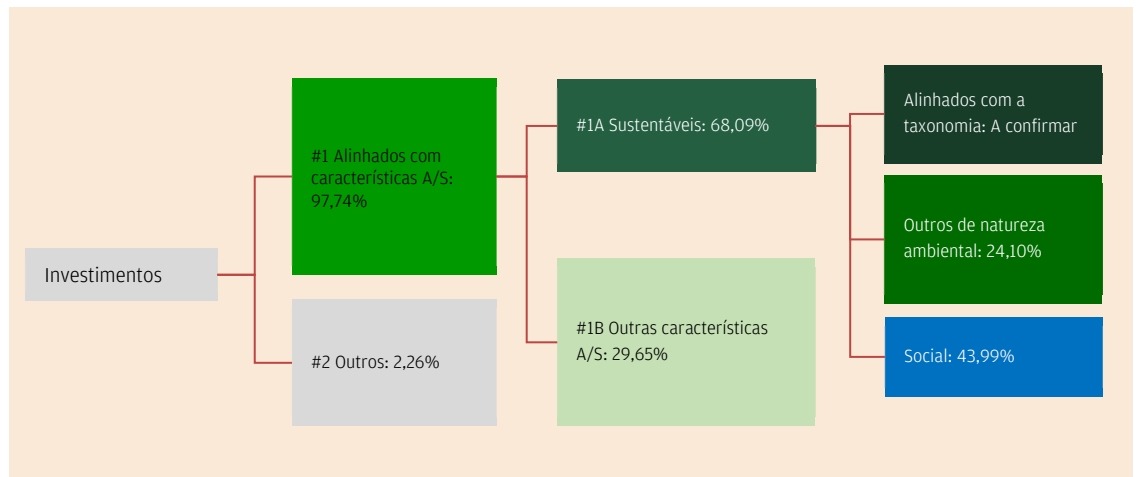 Investimentos
#1 Alinhados com
características A/S:
97,74%
#2 Outros: 2,26%
#1A Sustentáveis: 68,09%
#1B Outras características
A/S: 29,65%
Alinhados com a
taxonomia: A confirmar
Outros de natureza
ambiental: 24,10%
Social: 43,99%